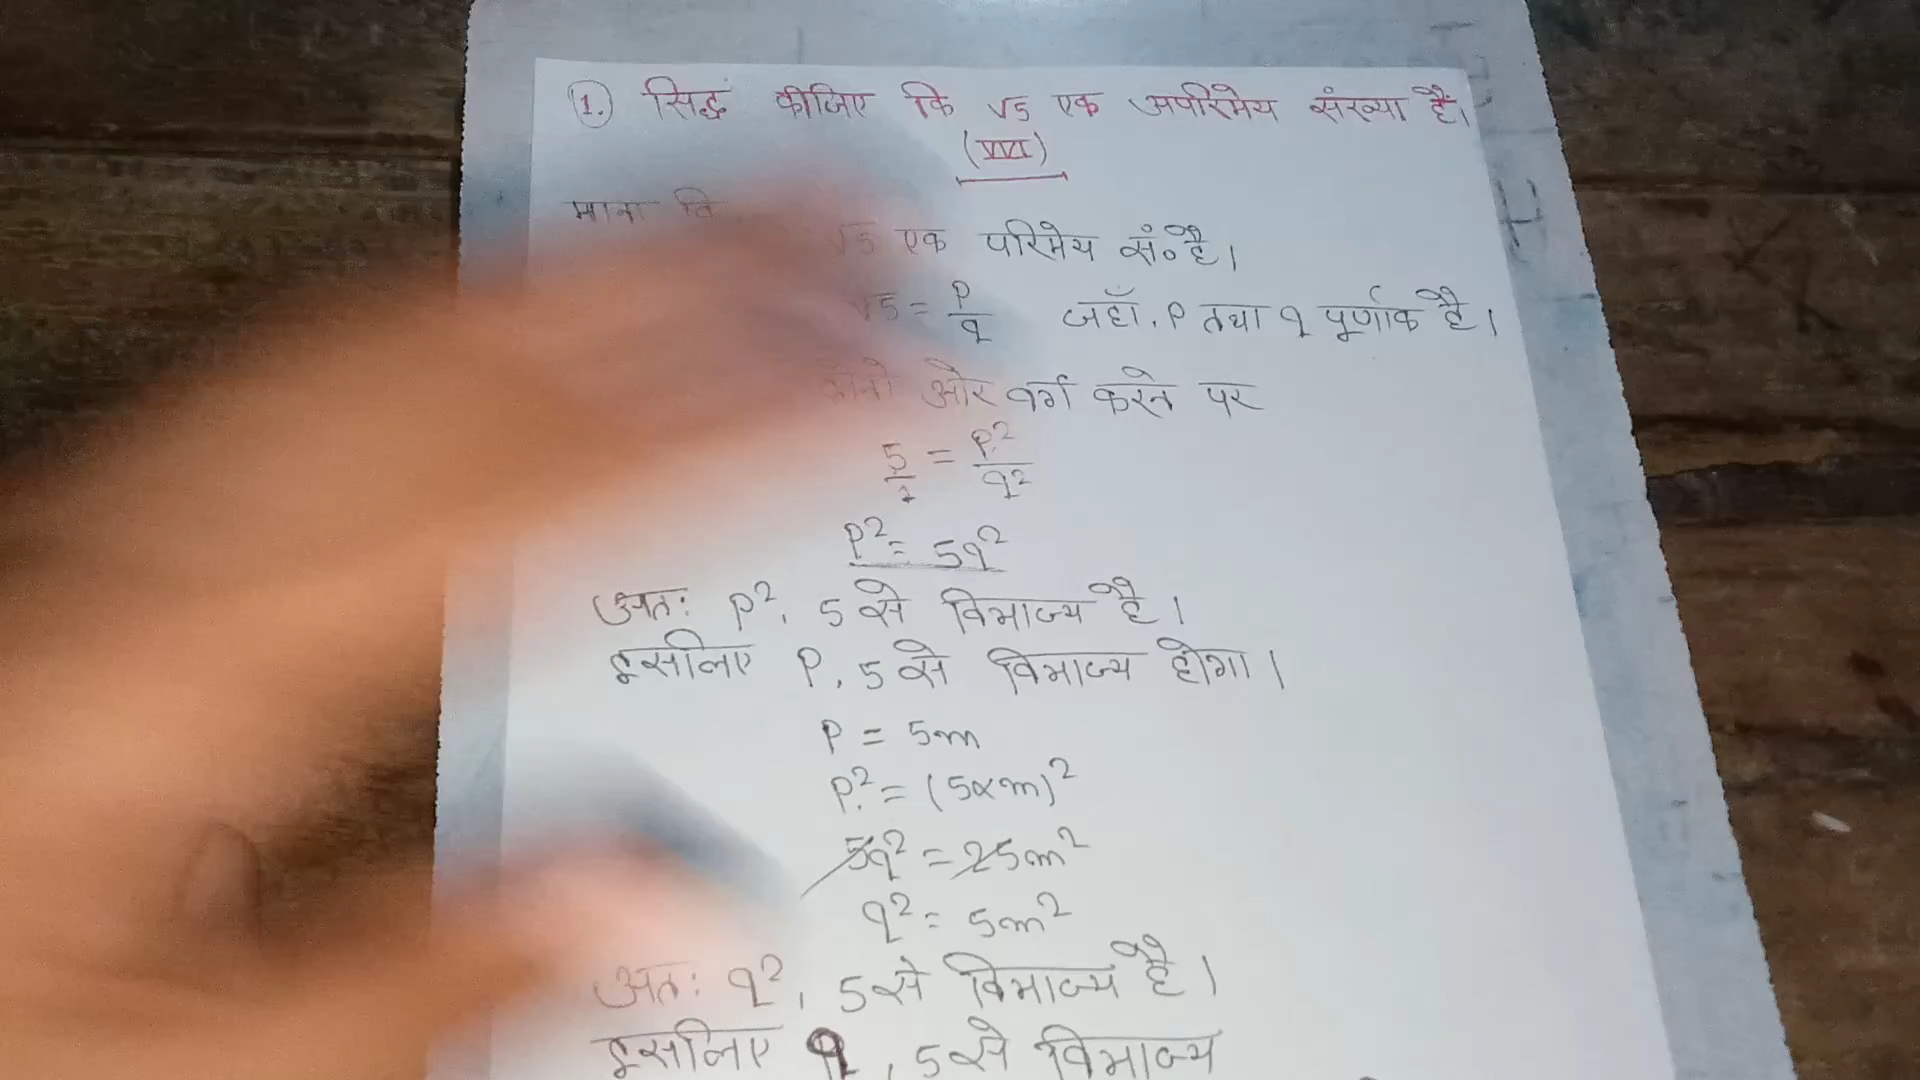 1. सिद्ध कीजिए कि √5 एक अपरिमेय संख्या है।
(VVI)
माना कि
√5 एक परिमेय सं० है।
√5 = p/q जहाँ, P तथा q पूर्णांक है।
दोनो ओर वर्ग करने पर
5/1 = p²/q²
p² = 5q²
अतः p², 5 से विभाज्य है।
इसलिए P, 5 से विभाज्य होगा।
P = 5m
p² = (5×m)²
5q² = 25m²
q² = 5m²
अतः q², 5 से विभाज्य है।
इसलिए q, 5 से विभाज्य